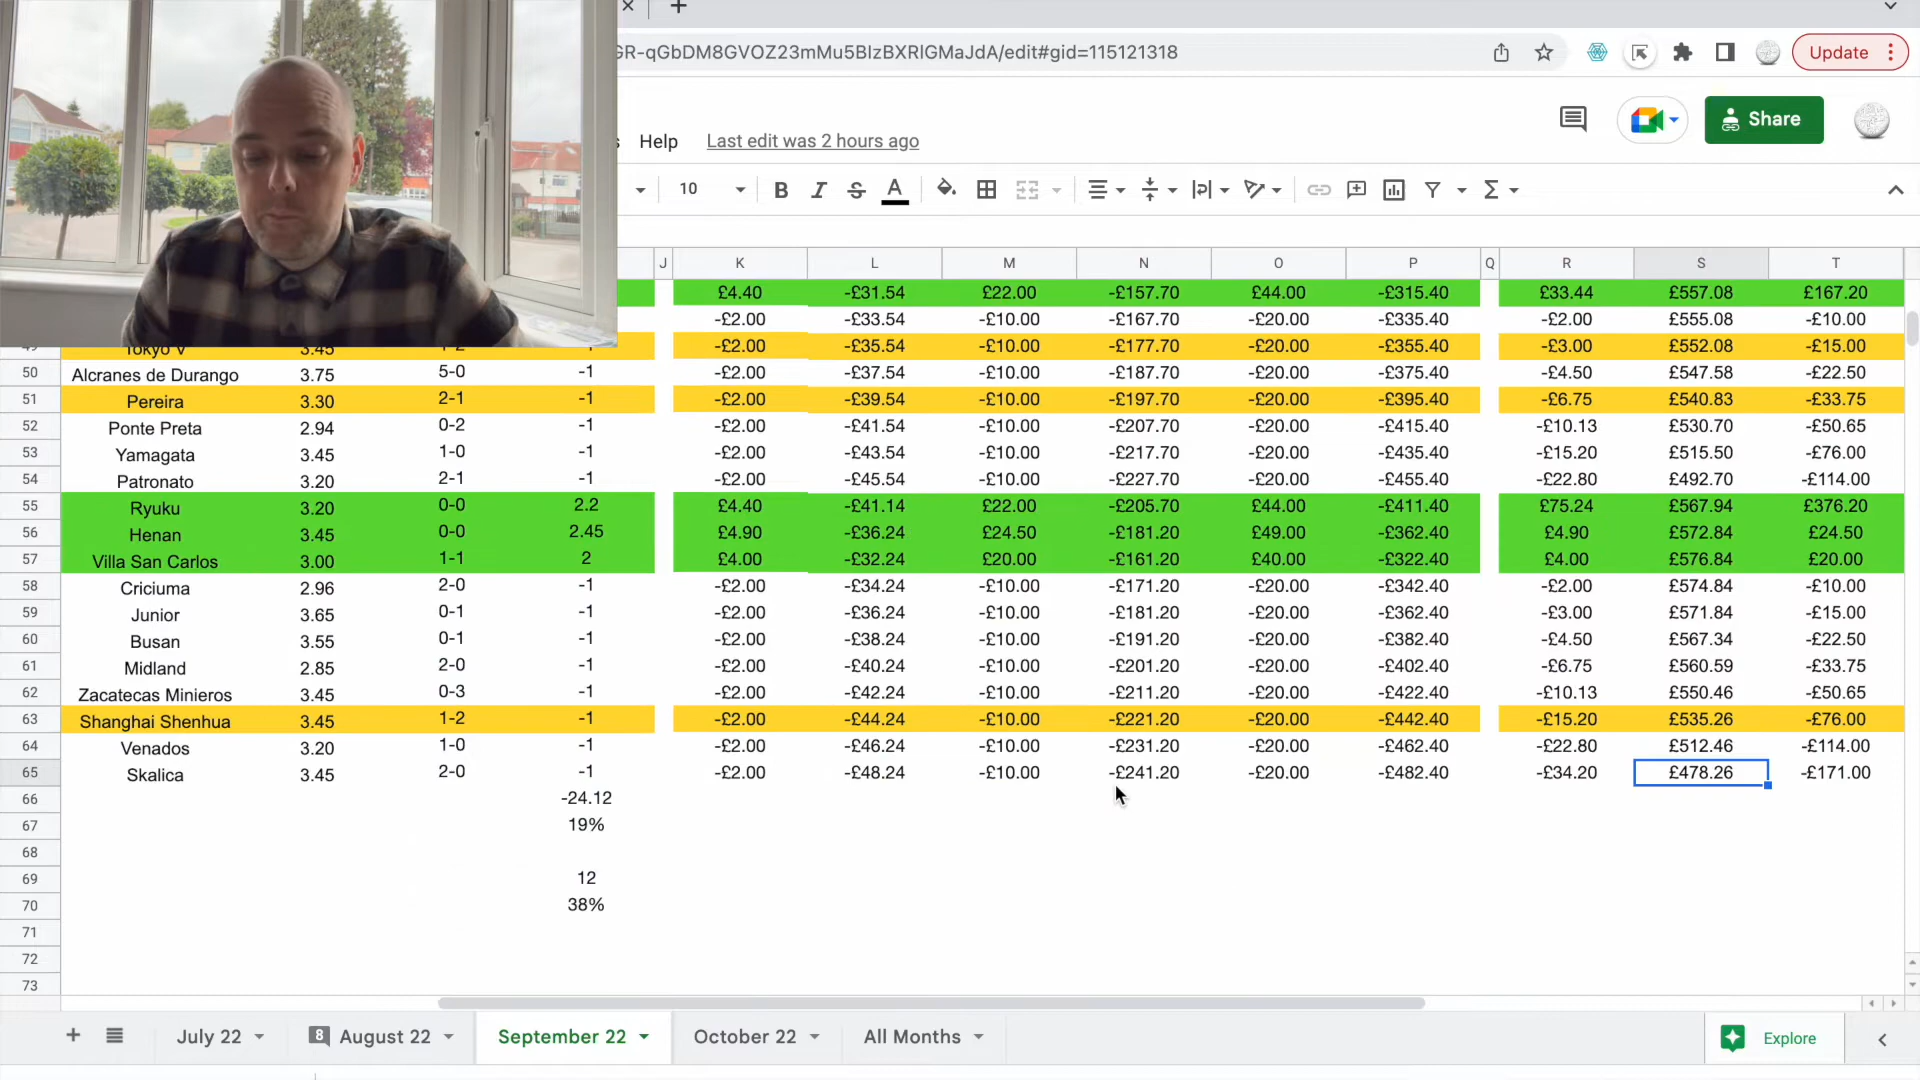 GR-qGbDM8GVOZ23mMu5BIzBXRlGMaJdA/edit#gid=115121318
Update
Help Last edit was 2 hours ago
Share
10 B I S A
J K L M N O P Q R S T
£4.40 -£31.54 £22.00 -£157.70 £44.00 -£315.40 £33.44 £557.08 £167.20
-£2.00 -£33.54 -£10.00 -£167.70 -£20.00 -£335.40 -£2.00 £555.08 -£10.00
49 Tokyo V 3.45 1-2 -1 -£2.00 -£35.54 -£10.00 -£177.70 -£20.00 -£355.40 -£3.00 £552.08 -£15.00
50 Alcranes de Durango 3.75 5-0 -1 -£2.00 -£37.54 -£10.00 -£187.70 -£20.00 -£375.40 -£4.50 £547.58 -£22.50
51 Pereira 3.30 2-1 -1 -£2.00 -£39.54 -£10.00 -£197.70 -£20.00 -£395.40 -£6.75 £540.83 -£33.75
52 Ponte Preta 2.94 0-2 -1 -£2.00 -£41.54 -£10.00 -£207.70 -£20.00 -£415.40 -£10.13 £530.70 -£50.65
53 Yamagata 3.45 1-0 -1 -£2.00 -£43.54 -£10.00 -£217.70 -£20.00 -£435.40 -£15.20 £515.50 -£76.00
54 Patronato 3.20 2-1 -1 -£2.00 -£45.54 -£10.00 -£227.70 -£20.00 -£455.40 -£22.80 £492.70 -£114.00
55 Ryuku 3.20 0-0 2.2 £4.40 -£41.14 £22.00 -£205.70 £44.00 -£411.40 £75.24 £567.94 £376.20
56 Henan 3.45 0-0 2.45 £4.90 -£36.24 £24.50 -£181.20 £49.00 -£362.40 £4.90 £572.84 £24.50
57 Villa San Carlos 3.00 1-1 2 £4.00 -£32.24 £20.00 -£161.20 £40.00 -£322.40 £4.00 £576.84 £20.00
58 Criciuma 2.96 2-0 -1 -£2.00 -£34.24 -£10.00 -£171.20 -£20.00 -£342.40 -£2.00 £574.84 -£10.00
59 Junior 3.65 0-1 -1 -£2.00 -£36.24 -£10.00 -£181.20 -£20.00 -£362.40 -£3.00 £571.84 -£15.00
60 Busan 3.55 0-1 -1 -£2.00 -£38.24 -£10.00 -£191.20 -£20.00 -£382.40 -£4.50 £567.34 -£22.50
61 Midland 2.85 2-0 -1 -£2.00 -£40.24 -£10.00 -£201.20 -£20.00 -£402.40 -£6.75 £560.59 -£33.75
62 Zacatecas Minieros 3.45 0-3 -1 -£2.00 -£42.24 -£10.00 -£211.20 -£20.00 -£422.40 -£10.13 £550.46 -£50.65
63 Shanghai Shenhua 3.45 1-2 -1 -£2.00 -£44.24 -£10.00 -£221.20 -£20.00 -£442.40 -£15.20 £535.26 -£76.00
64 Venados 3.20 1-0 -1 -£2.00 -£46.24 -£10.00 -£231.20 -£20.00 -£462.40 -£22.80 £512.46 -£114.00
65 Skalica 3.45 2-0 -1 -£2.00 -£48.24 -£10.00 -£241.20 -£20.00 -£482.40 -£34.20 £478.26 -£171.00
66 -24.12
67 19%
68
69 12
70 38%
71
72
73
July 22 8 August 22 September 22 October 22 All Months Explore